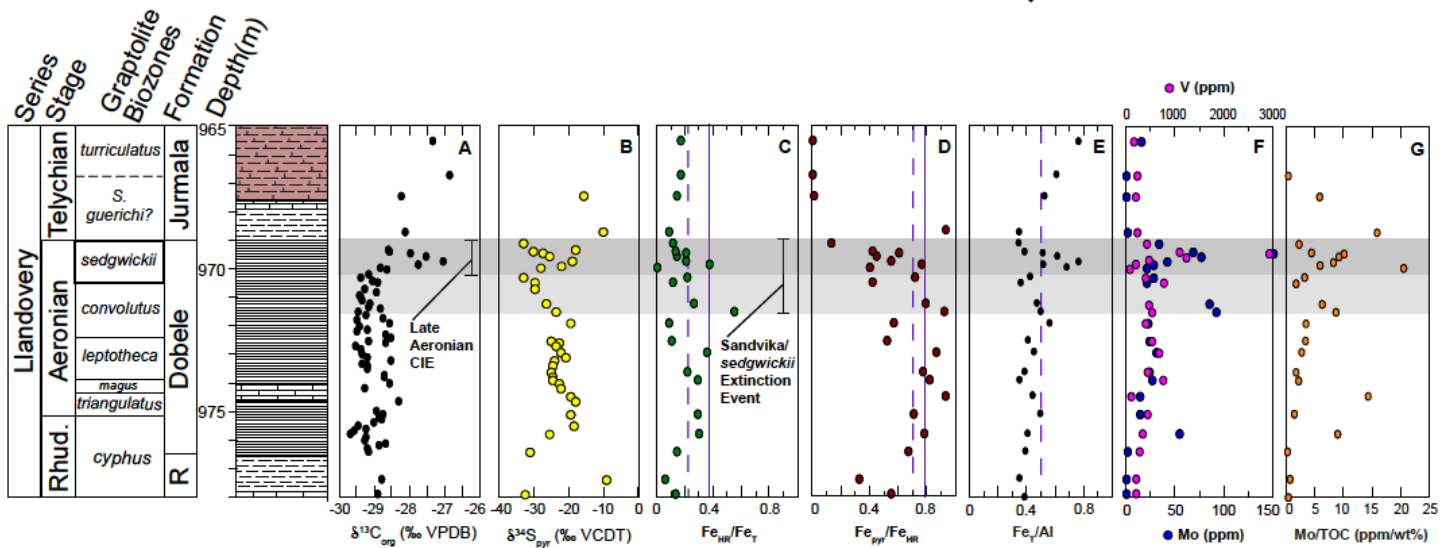 Series
Stage
Graptolite
Biozones
Formation
Depth(m)
V (ppm)
0 1000 2000 3000
Llandovery
Telychian
Aeronian
Rhud.
turriculatus
S.
guerichi?
sedgwickii
convolutus
leptotheca
magus
triangulatus
cyphus
Jurmala
Dobele
R
965
970
975
A
B
C
D
E
F
G
Late
Aeronian
CIE
Sandvika/
sedgwickii
Extinction
Event
-30 -29 -28 -27 -26
-40 -30 -20 -10 0
0 0.4 0.8
0 0.4 0.8
0 0.4 0.8
0 50 100 150
0 5 10 15 20 25
δ¹³Corg (‰ VPDB)
δ³⁴Spyr (‰ VCDT)
FeHR/FeT
Fepyr/FeHR
FeT/Al
Mo (ppm)
Mo/TOC (ppm/wt%)